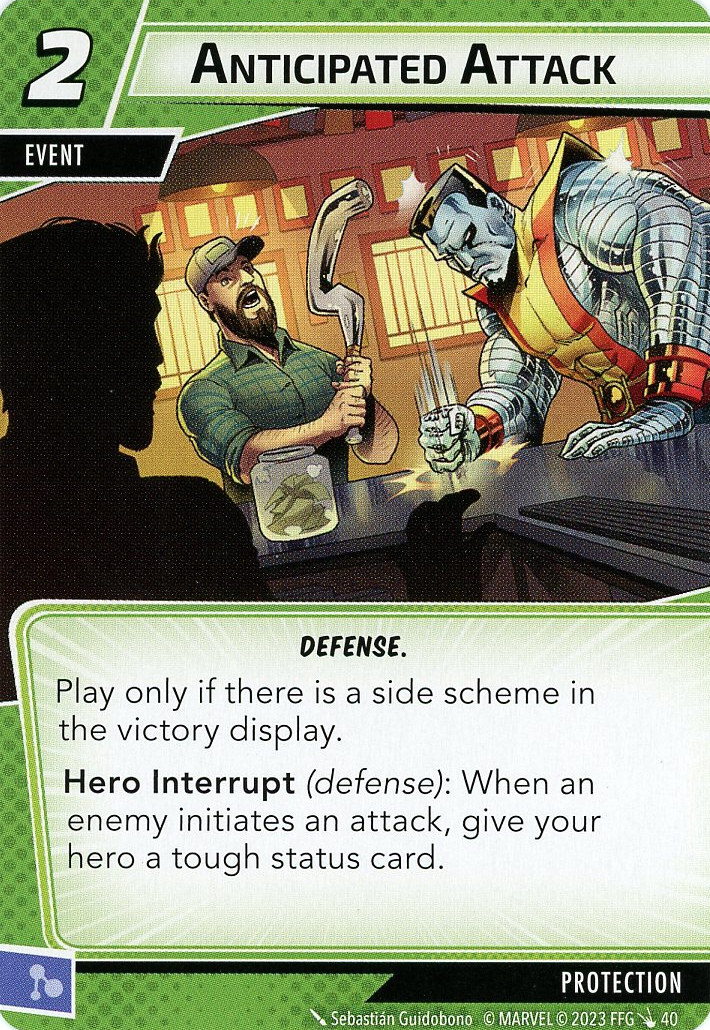 2
ANTICIPATED ATTACK
EVENT
DEFENSE.
Play only if there is a side scheme in
the victory display.
Hero Interrupt (defense): When an
enemy initiates an attack, give your
hero a tough status card.
PROTECTION
Sebastián Guidobono © MARVEL © 2023 FFG 40